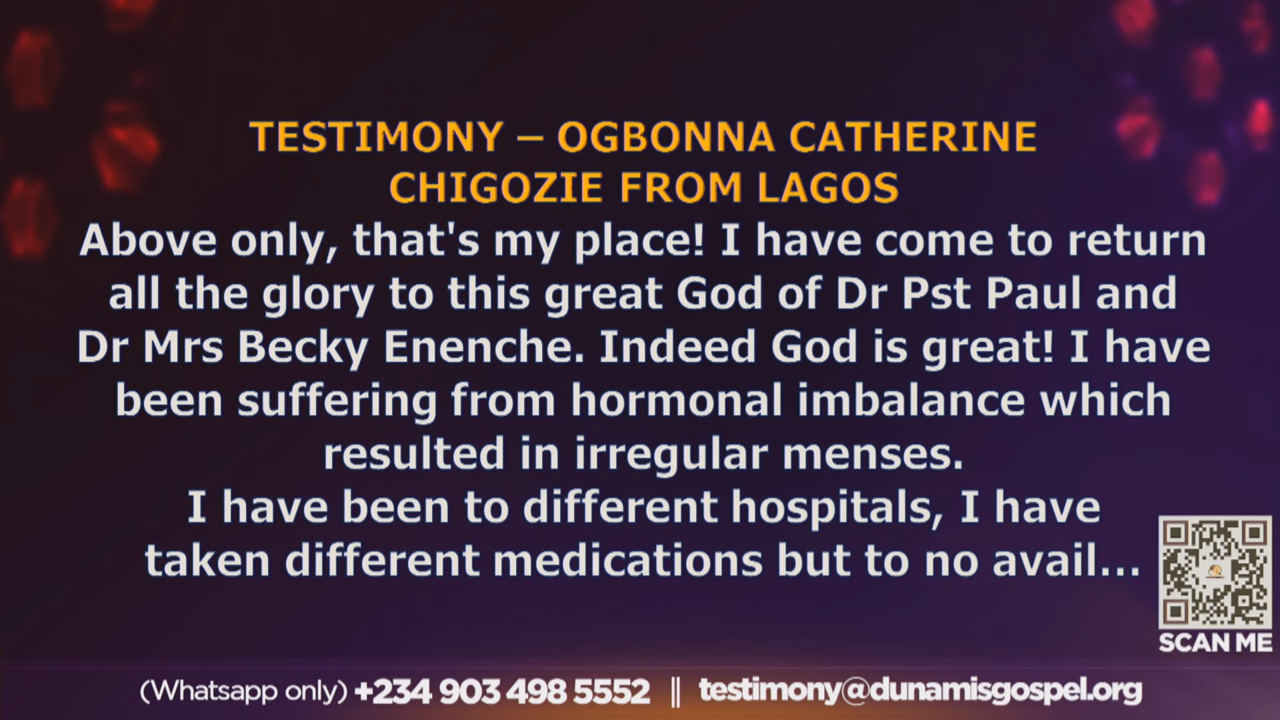 TESTIMONY – OGBONNA CATHERINE
CHIGOZIE FROM LAGOS
Above only, that's my place! I have come to return
all the glory to this great God of Dr Pst Paul and
Dr Mrs Becky Enenche. Indeed God is great! I have
been suffering from hormonal imbalance which
resulted in irregular menses.
I have been to different hospitals, I have
taken different medications but to no avail...
SCAN ME
(Whatsapp only) +234 903 498 5552 || testimony@dunamisgospel.org